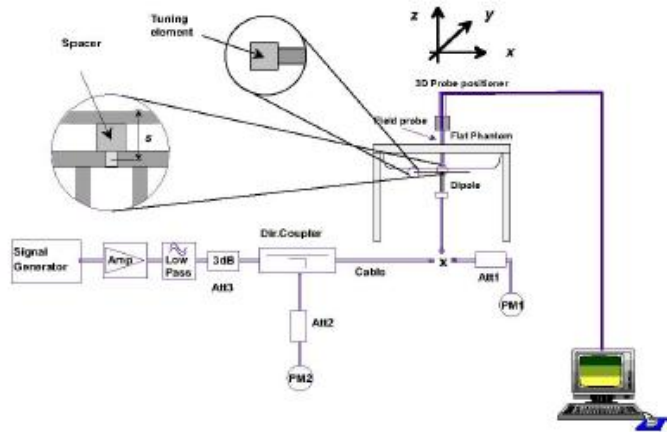 Tuning
element
Spacer
s
z
y
x
3D Probe positioner
Field probe
Flat Phantom
Dipole
Dir.Coupler
Signal
Generator
Amp
Low
Pass
3dB
Att3
Cable
x
Att1
PM1
Att2
PM2